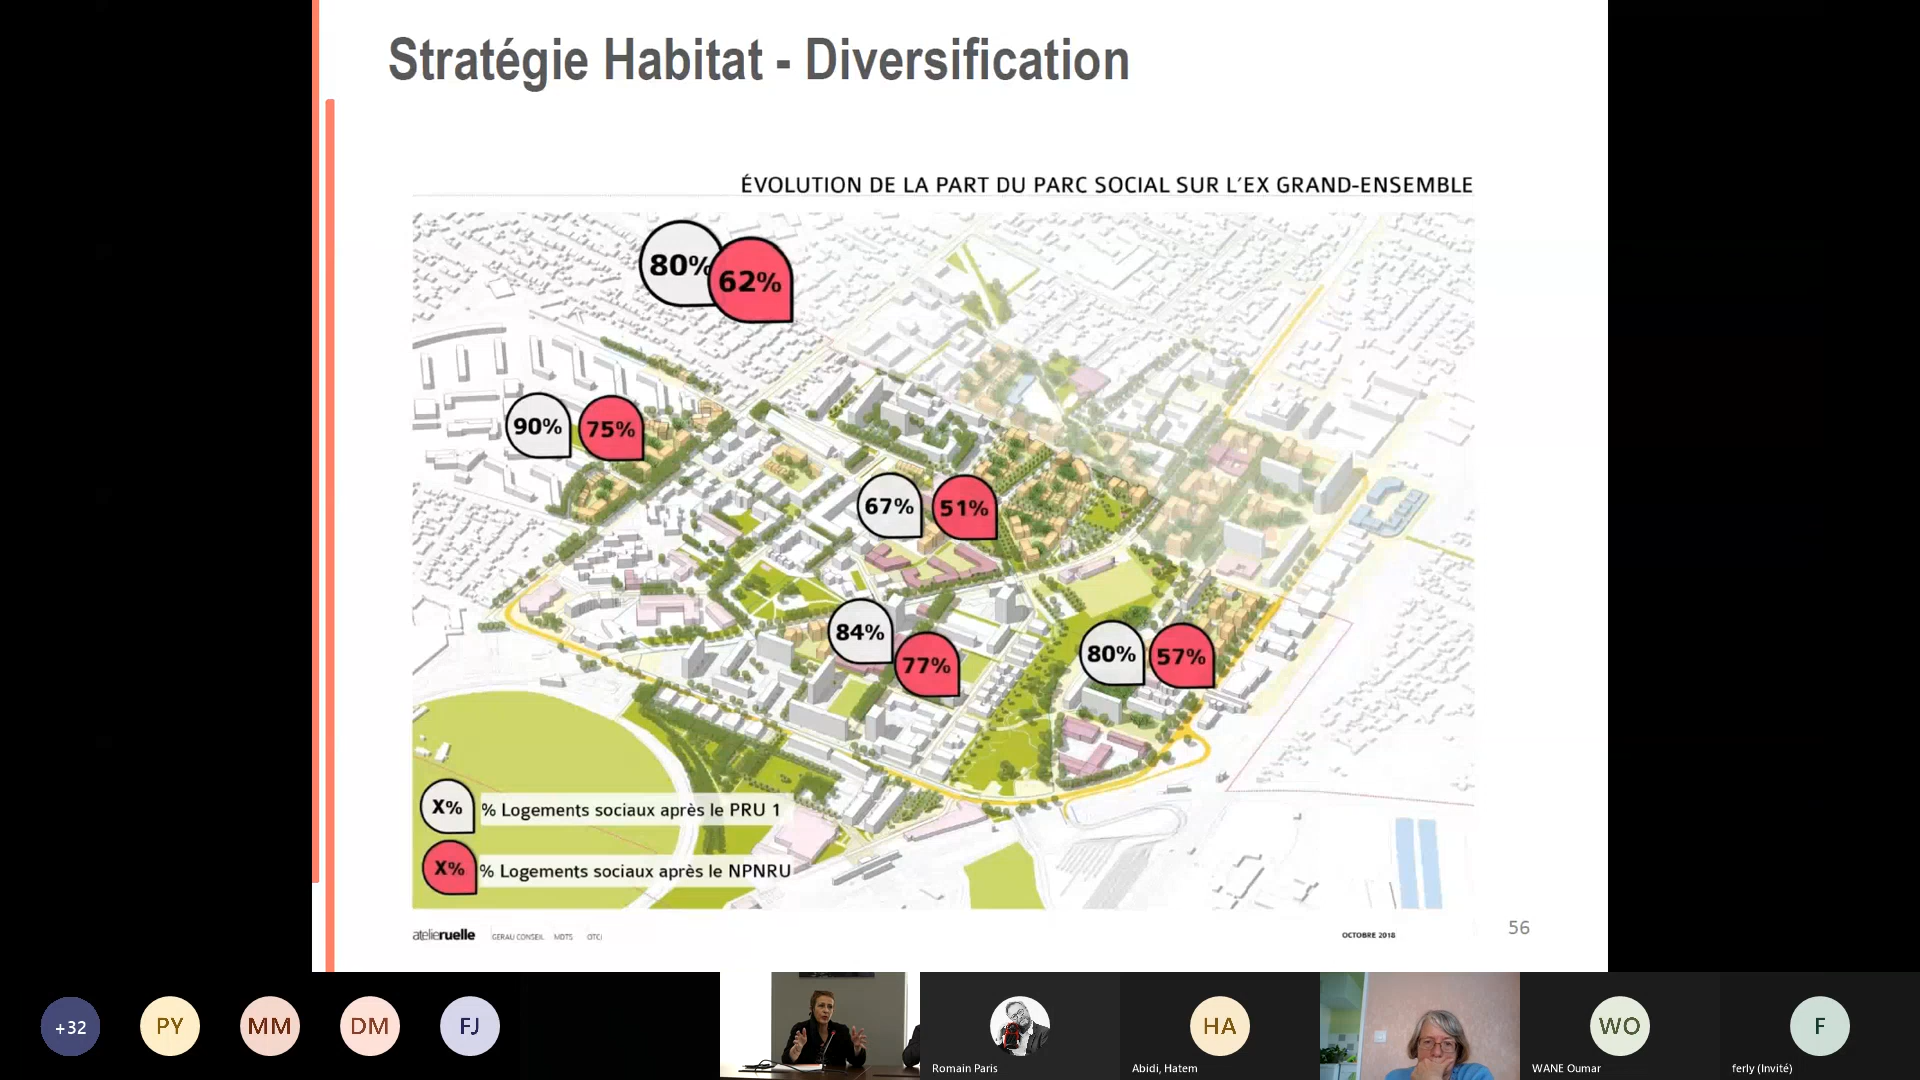 Stratégie Habitat - Diversification
ÉVOLUTION DE LA PART DU PARC SOCIAL SUR L'EX GRAND-ENSEMBLE
80%
62%
90%
75%
67%
51%
84%
77%
80%
57%
X% % Logements sociaux après le PRU 1
X% % Logements sociaux après le NPNRU
atelieruelle GERAU CONSEIL MDTS OTCI
OCTOBRE 2018
56
+32
PY
MM
DM
FJ
HA
WO
F
Romain Paris
Abidi, Hatem
WANE Oumar
ferly (Invité)